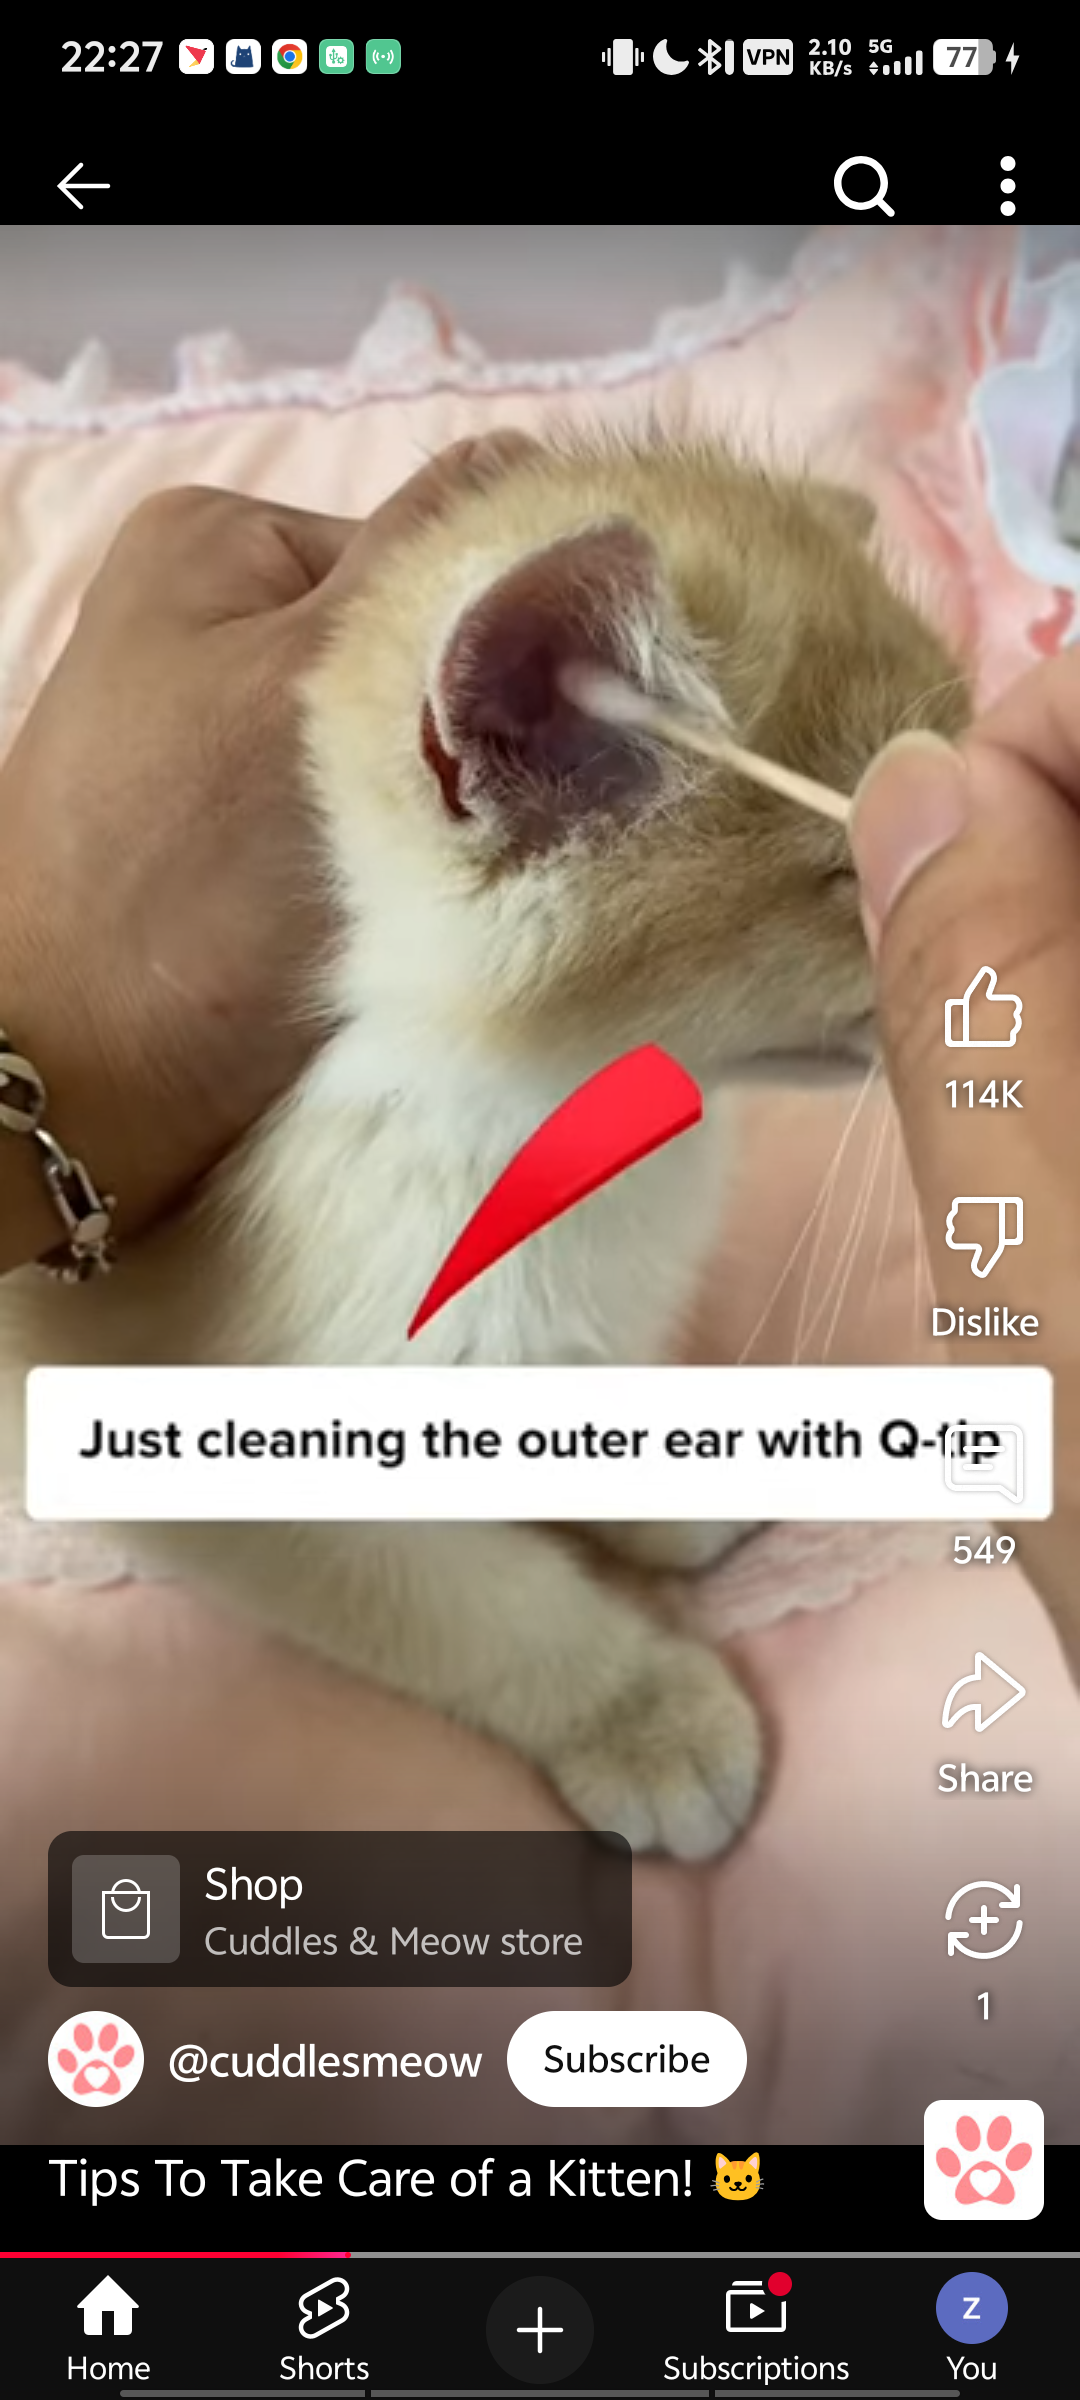 22:27
VPN
2.10
KB/s
5G
77
114K
Dislike
Just cleaning the outer ear with Q-tip
549
Share
Shop
Cuddles & Meow store
1
@cuddlesmeow
Subscribe
Tips To Take Care of a Kitten! 🐱
Home
Shorts
Subscriptions
Z
You